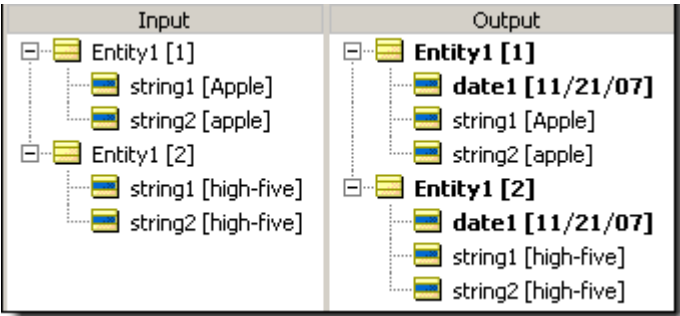 Input
Entity1 [1]
string1 [Apple]
string2 [apple]
Entity1 [2]
string1 [high-five]
string2 [high-five]
Output
Entity1 [1]
date1 [11/21/07]
string1 [Apple]
string2 [apple]
Entity1 [2]
date1 [11/21/07]
string1 [high-five]
string2 [high-five]